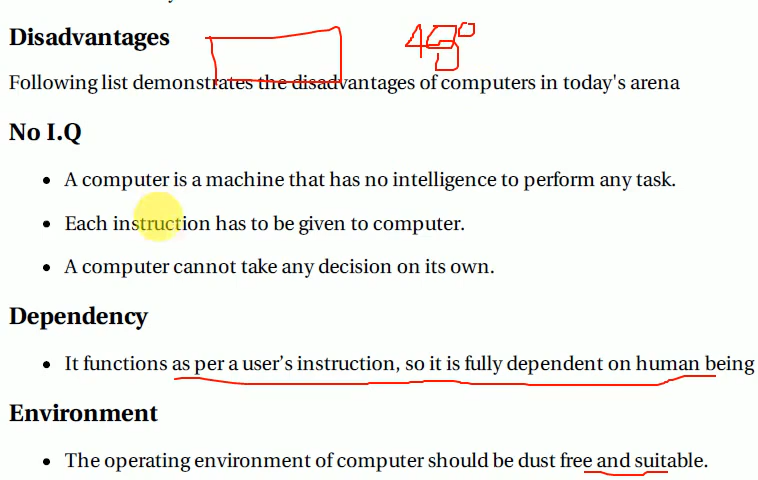 Disadvantages
Following list demonstrates the disadvantages of computers in today's arena
No I.Q
• A computer is a machine that has no intelligence to perform any task.
• Each instruction has to be given to computer.
• A computer cannot take any decision on its own.
Dependency
• It functions as per a user's instruction, so it is fully dependent on human being
Environment
• The operating environment of computer should be dust free and suitable.